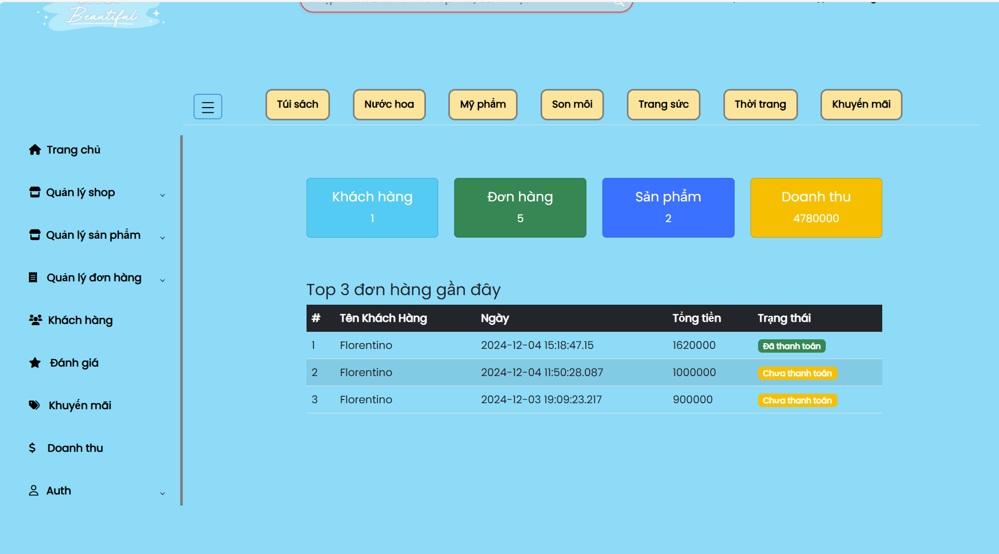 Beautiful
Túi sách
Nước hoa
Mỹ phẩm
Son môi
Trang sức
Thời trang
Khuyến mãi
Trang chủ
Quản lý shop
Quản lý sản phẩm
Quản lý đơn hàng
Khách hàng
Đánh giá
Khuyến mãi
Doanh thu
Auth
Khách hàng
1
Đơn hàng
5
Sản phẩm
2
Doanh thu
4780000
Top 3 đơn hàng gần đây
# Tên Khách Hàng Ngày Tổng tiền Trạng thái
1 Florentino 2024-12-04 15:18:47.15 1620000 Đã thanh toán
2 Florentino 2024-12-04 11:50:28.087 1000000 Chưa thanh toán
3 Florentino 2024-12-03 19:09:23.217 900000 Chưa thanh toán